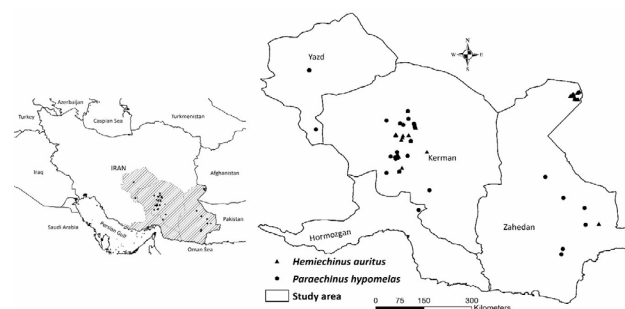 Azerbaijan
Turkey
Caspian Sea
Turkmenistan
IRAN
Iraq
Afghanistan
Pakistan
Saudi Arabia
Persian Gulf
Oman Sea
Yazd
N
W
E
S
Kerman
Zahedan
Hormozgan
Hemiechinus auritus
Paraechinus hypomelas
Study area
0 75 150 300
Kilometers